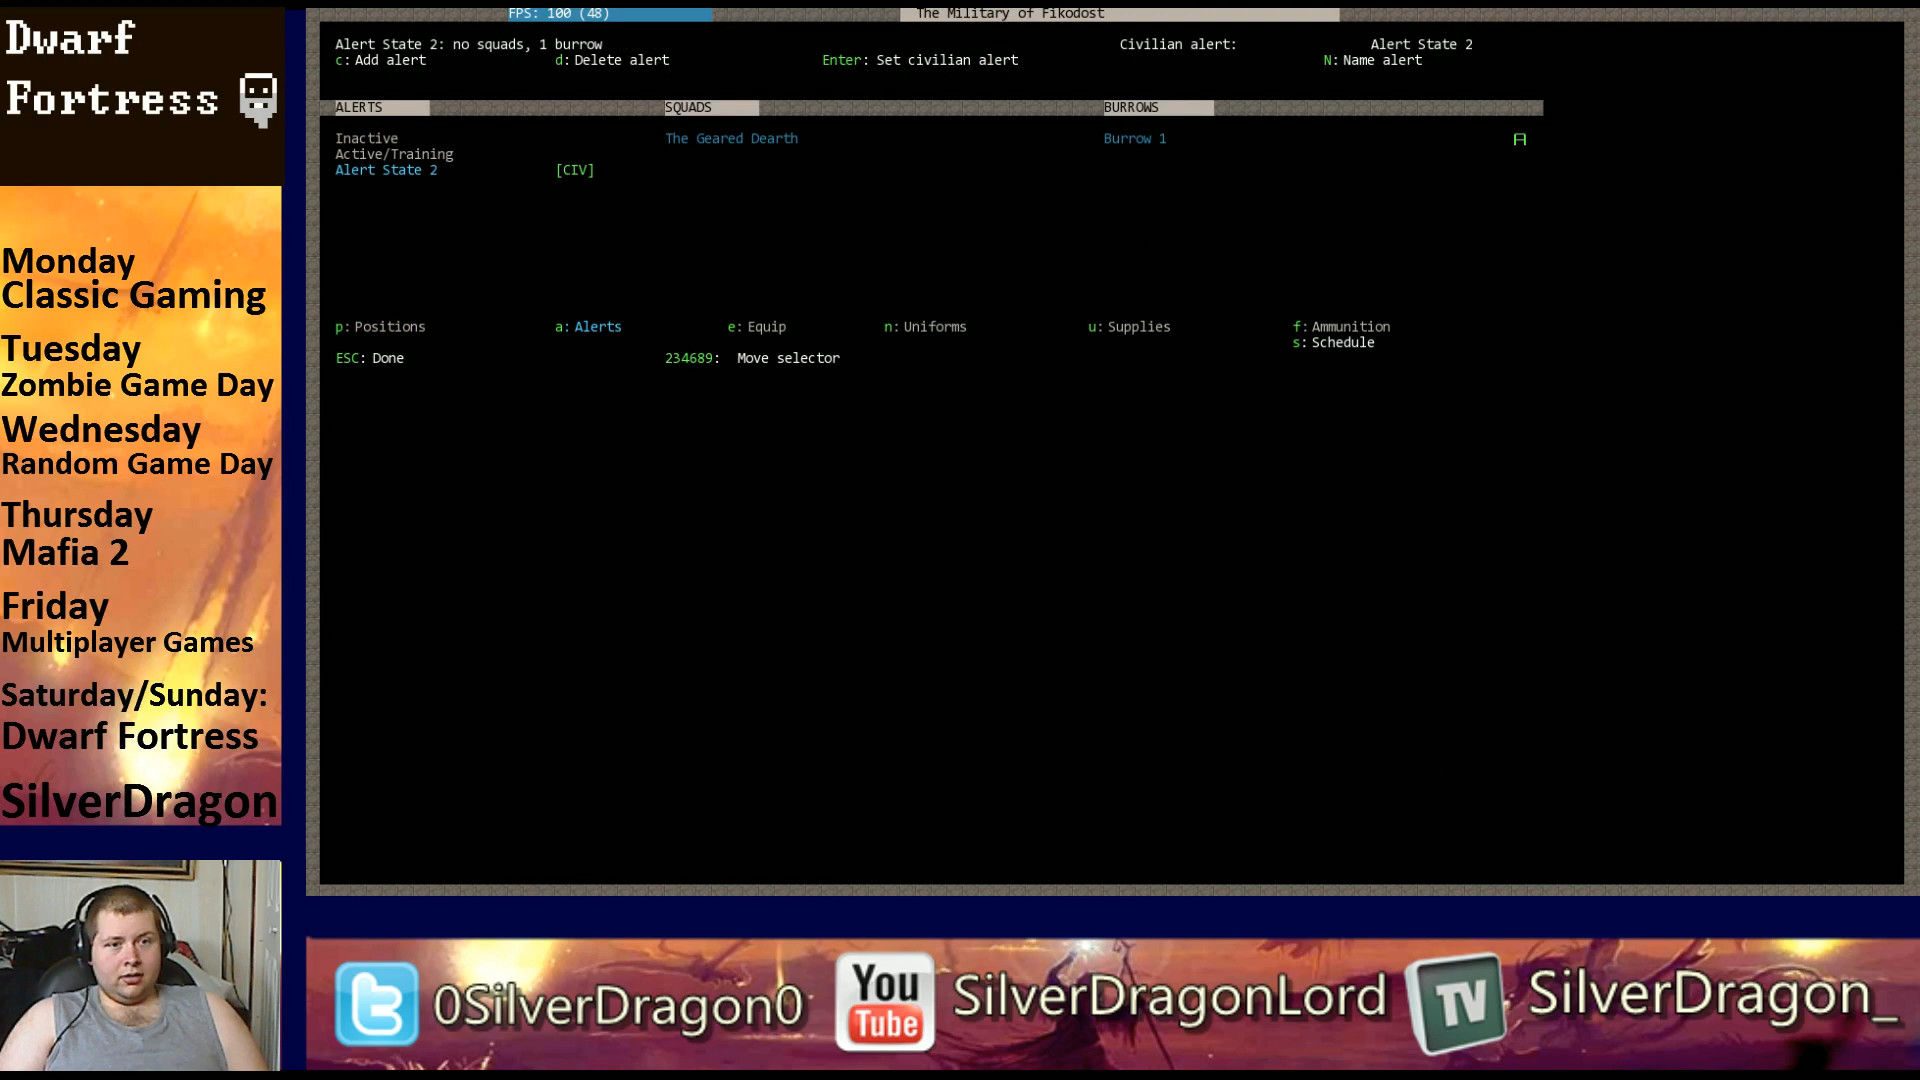 Dwarf
Fortress
Monday
Classic Gaming
Tuesday
Zombie Game Day
Wednesday
Random Game Day
Thursday
Mafia 2
Friday
Multiplayer Games
Saturday/Sunday:
Dwarf Fortress
SilverDragon
FPS: 100 (48)
The Military of Fikodost
Alert State 2: no squads, 1 burrow
Civilian alert:
Alert State 2
c: Add alert
d: Delete alert
Enter: Set civilian alert
N: Name alert
ALERTS
SQUADS
BURROWS
Inactive
The Geared Dearth
Burrow 1
A
Active/Training
Alert State 2
[CIV]
p: Positions
a: Alerts
e: Equip
n: Uniforms
u: Supplies
f: Ammunition
s: Schedule
ESC: Done
234689: Move selector
0SilverDragon0
You
Tube
SilverDragonLord
TV
SilverDragon_